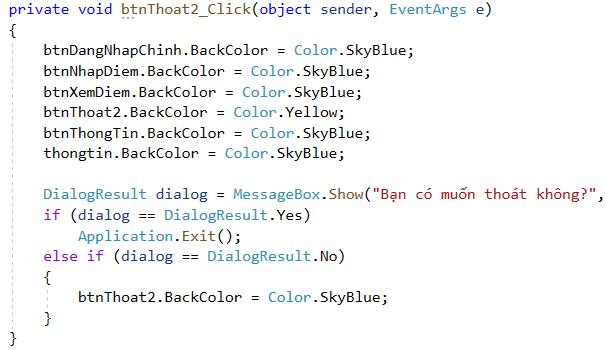 private void btnThoat2_Click(object sender, EventArgs e)
{
btnDangNhapChinh.BackColor = Color.SkyBlue;
btnNhapDiem.BackColor = Color.SkyBlue;
btnXemDiem.BackColor = Color.SkyBlue;
btnThoat2.BackColor = Color.Yellow;
btnThongTin.BackColor = Color.SkyBlue;
thongtin.BackColor = Color.SkyBlue;
DialogResult dialog = MessageBox.Show("Bạn có muốn thoát không?",
if (dialog == DialogResult.Yes)
Application.Exit();
else if (dialog == DialogResult.No)
{
btnThoat2.BackColor = Color.SkyBlue;
}
}